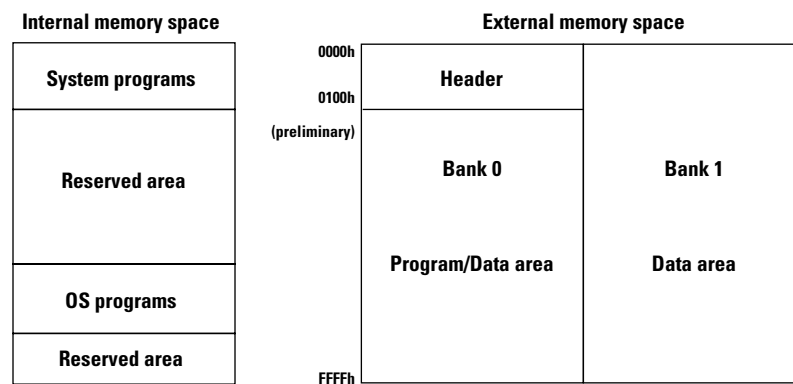 Internal memory space
External memory space
System programs
Reserved area
OS programs
Reserved area
0000h
0100h
(preliminary)
FFFFh
Header
Bank 0
Program/Data area
Bank 1
Data area